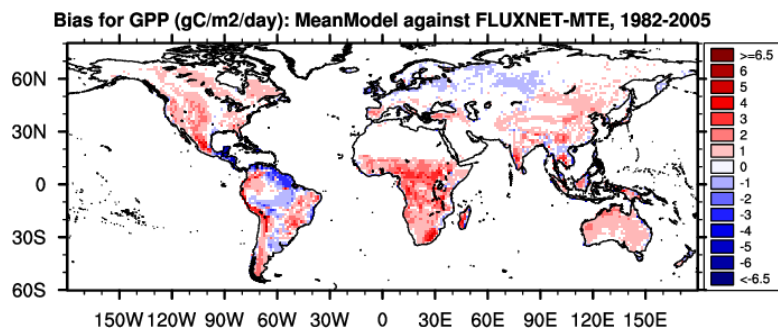 Bias for GPP (gC/m2/day): MeanModel against FLUXNET-MTE, 1982-2005
>=6.5
6
5
4
3
2
1
0
-1
-2
-3
-4
-5
-6
<-6.5
60N
30N
0
30S
60S
150W 120W 90W 60W 30W 0 30E 60E 90E 120E 150E